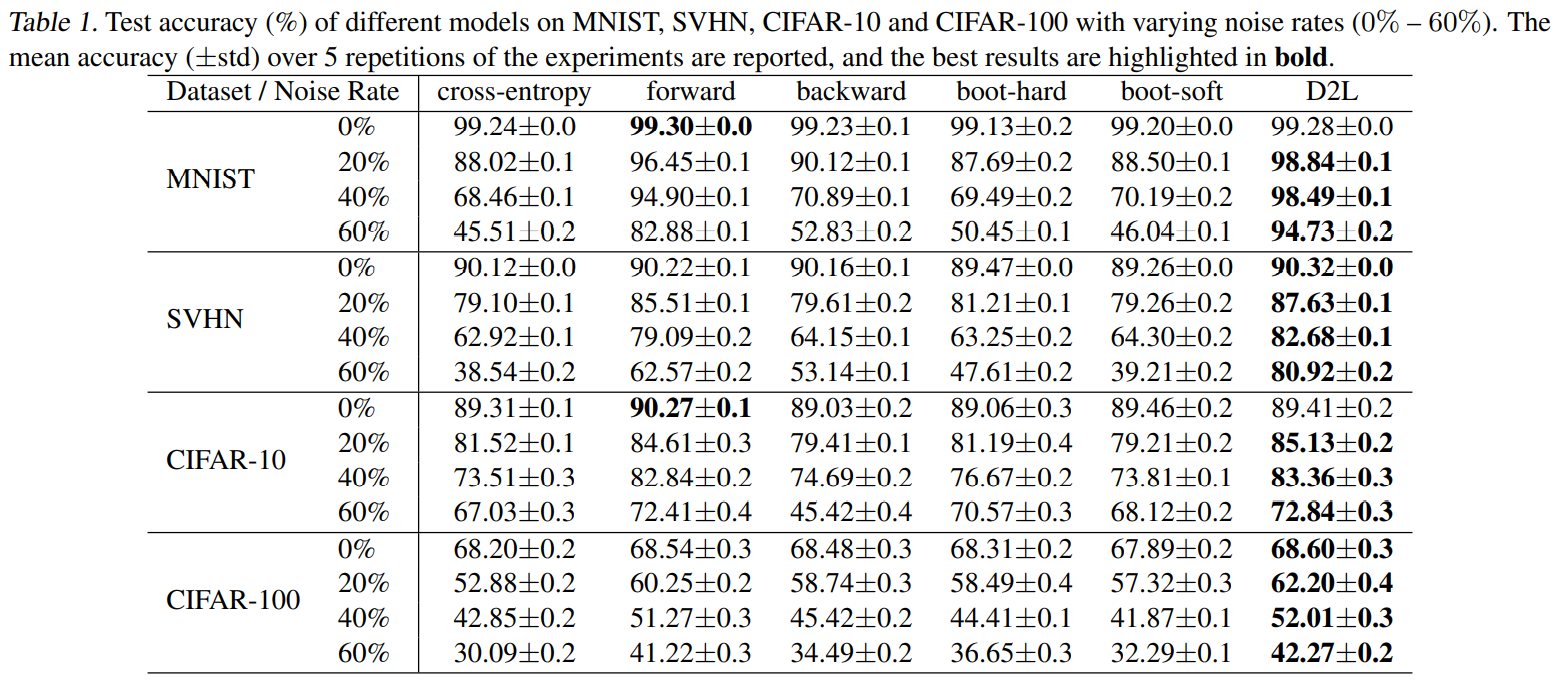 Table 1. Test accuracy (%) of different models on MNIST, SVHN, CIFAR-10 and CIFAR-100 with varying noise rates (0% – 60%). The
mean accuracy (±std) over 5 repetitions of the experiments are reported, and the best results are highlighted in bold.
Dataset / Noise Rate cross-entropy forward backward boot-hard boot-soft D2L
MNIST
0% 99.24±0.0 99.30±0.0 99.23±0.1 99.13±0.2 99.20±0.0 99.28±0.0
20% 88.02±0.1 96.45±0.1 90.12±0.1 87.69±0.2 88.50±0.1 98.84±0.1
40% 68.46±0.1 94.90±0.1 70.89±0.1 69.49±0.2 70.19±0.2 98.49±0.1
60% 45.51±0.2 82.88±0.1 52.83±0.2 50.45±0.1 46.04±0.1 94.73±0.2
SVHN
0% 90.12±0.0 90.22±0.1 90.16±0.1 89.47±0.0 89.26±0.0 90.32±0.0
20% 79.10±0.1 85.51±0.1 79.61±0.2 81.21±0.1 79.26±0.2 87.63±0.1
40% 62.92±0.1 79.09±0.2 64.15±0.1 63.25±0.2 64.30±0.2 82.68±0.1
60% 38.54±0.2 62.57±0.2 53.14±0.1 47.61±0.2 39.21±0.2 80.92±0.2
CIFAR-10
0% 89.31±0.1 90.27±0.1 89.03±0.2 89.06±0.3 89.46±0.2 89.41±0.2
20% 81.52±0.1 84.61±0.3 79.41±0.1 81.19±0.4 79.21±0.2 85.13±0.2
40% 73.51±0.3 82.84±0.2 74.69±0.2 76.67±0.2 73.81±0.1 83.36±0.3
60% 67.03±0.3 72.41±0.4 45.42±0.4 70.57±0.3 68.12±0.2 72.84±0.3
CIFAR-100
0% 68.20±0.2 68.54±0.3 68.48±0.3 68.31±0.2 67.89±0.2 68.60±0.3
20% 52.88±0.2 60.25±0.2 58.74±0.3 58.49±0.4 57.32±0.3 62.20±0.4
40% 42.85±0.2 51.27±0.3 45.42±0.2 44.41±0.1 41.87±0.1 52.01±0.3
60% 30.09±0.2 41.22±0.3 34.49±0.2 36.65±0.3 32.29±0.1 42.27±0.2